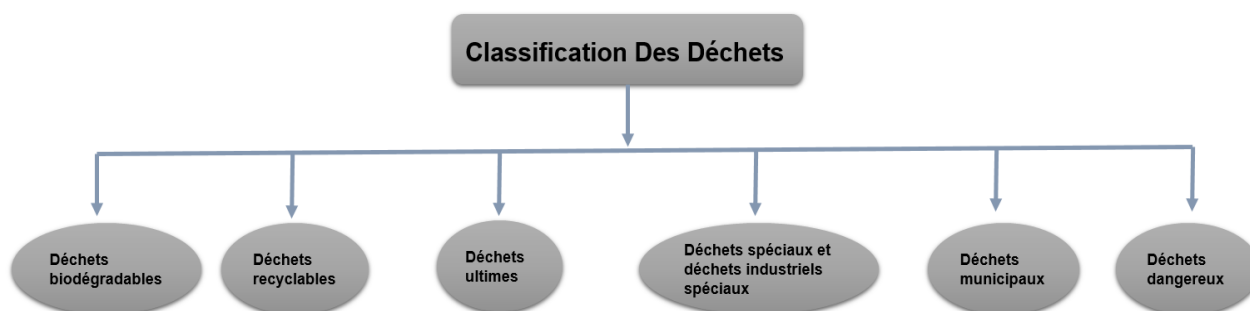 Classification Des Déchets
Déchets
biodégradables
Déchets
recyclables
Déchets
ultimes
Déchets spéciaux et
déchets industriels
spéciaux
Déchets
municipaux
Déchets
dangereux